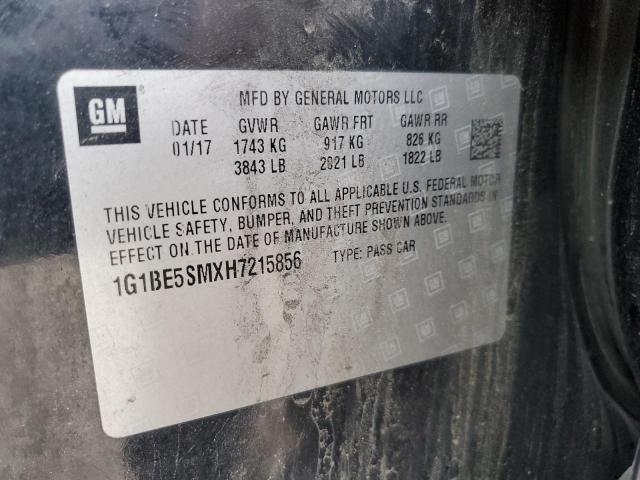 GM
MFD BY GENERAL MOTORS LLC
DATE GVWR GAWR FRT GAWR RR
01/17 1743 KG 917 KG 826 KG
3843 LB 2021 LB 1822 LB
THIS VEHICLE CONFORMS TO ALL APPLICABLE U.S. FEDERAL MOTOR
VEHICLE SAFETY, BUMPER, AND THEFT PREVENTION STANDARDS IN
EFFECT ON THE DATE OF MANUFACTURE SHOWN ABOVE.
1G1BE5SMXH7215856 TYPE: PASS CAR